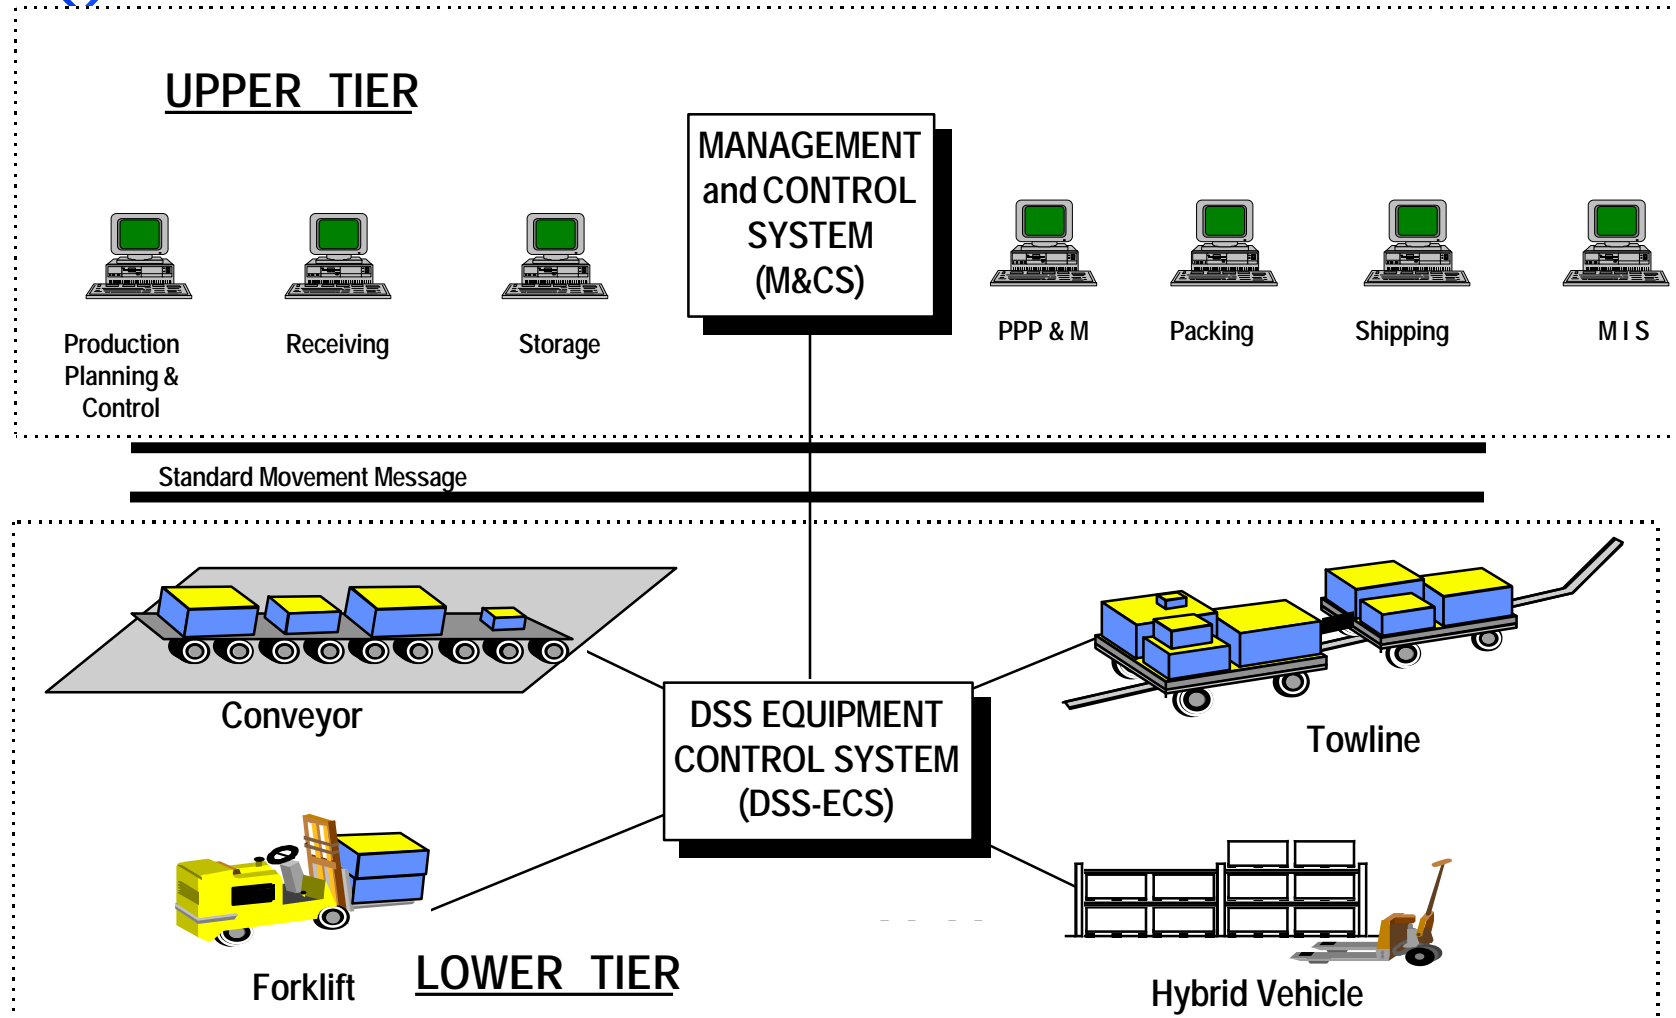 UPPER TIER
MANAGEMENT
and CONTROL
SYSTEM
(M&CS)
Production
Planning &
Control
Receiving
Storage
PPP & M
Packing
Shipping
M I S
Standard Movement Message
Conveyor
Towline
DSS EQUIPMENT
CONTROL SYSTEM
(DSS-ECS)
Forklift
LOWER TIER
Hybrid Vehicle